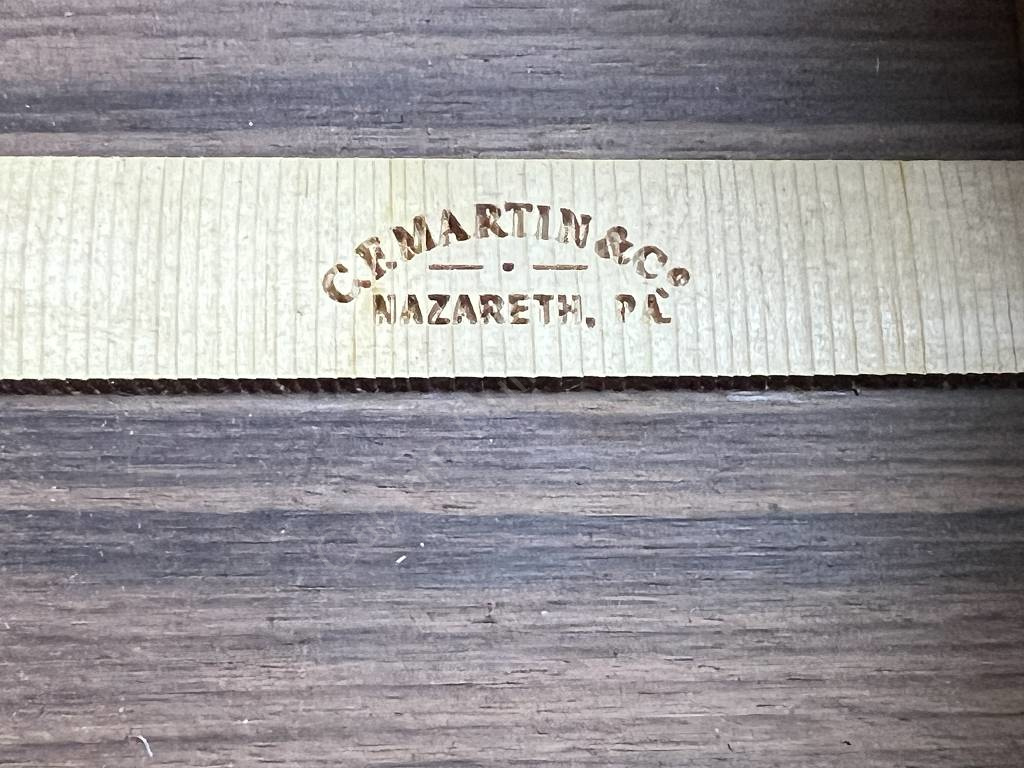 C.F. MARTIN & Co
NAZARETH, PA